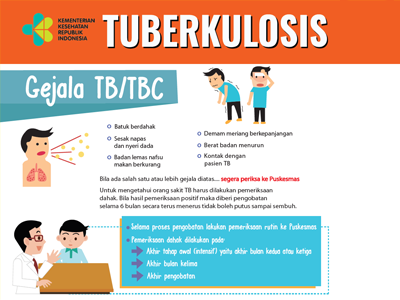 KEMENTERIAN
KESEHATAN
REPUBLIK
INDONESIA
TUBERKULOSIS
Gejala TB/TBC
Batuk berdahak
Sesak napas
dan nyeri dada
Badan lemas nafsu
makan berkurang
Demam meriang berkepanjangan
Berat badan menurun
Kontak dengan
pasien TB
Bila ada salah satu atau lebih gejala diatas.... segera periksa ke Puskesmas
Untuk mengetahui orang sakit TB harus dilakukan pemeriksaan
dahak. Bila hasil pemeriksaan positif maka diberi pengobatan
selama 6 bulan secara terus menerus tidak boleh putus sampai sembuh.
Selama proses pengobatan lakukan pemeriksaan rutin ke Puskesmas
Pemeriksaan dahak dilakukan pada:
Akhir tahap awal (intensif) yaitu akhir bulan kedua atau ketiga
Akhir bulan kelima
Akhir pengobatan